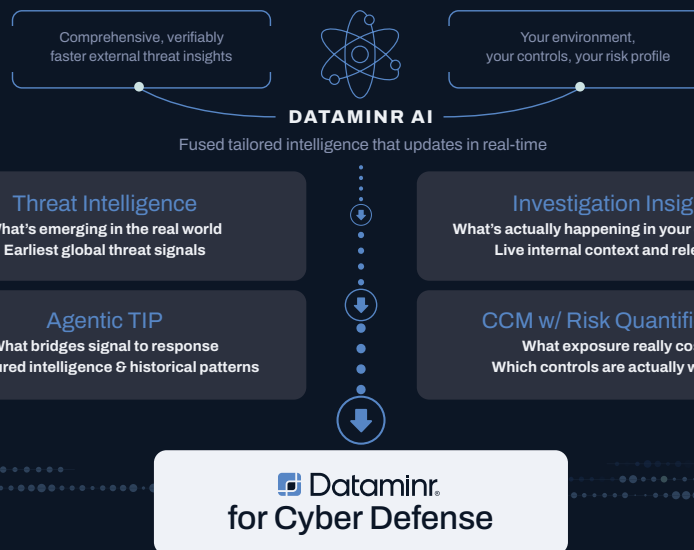 Comprehensive, verifiably
faster external threat insights
Your environment,
your controls, your risk profile
DATAMINR AI
Fused tailored intelligence that updates in real-time
Threat Intelligence
What's emerging in the real world
Earliest global threat signals
Investigation Insig
What's actually happening in your
Live internal context and rele
Agentic TIP
What bridges signal to response
ured intelligence & historical patterns
CCM w/ Risk Quantifi
What exposure really co
Which controls are actually w
Dataminr®
for Cyber Defense